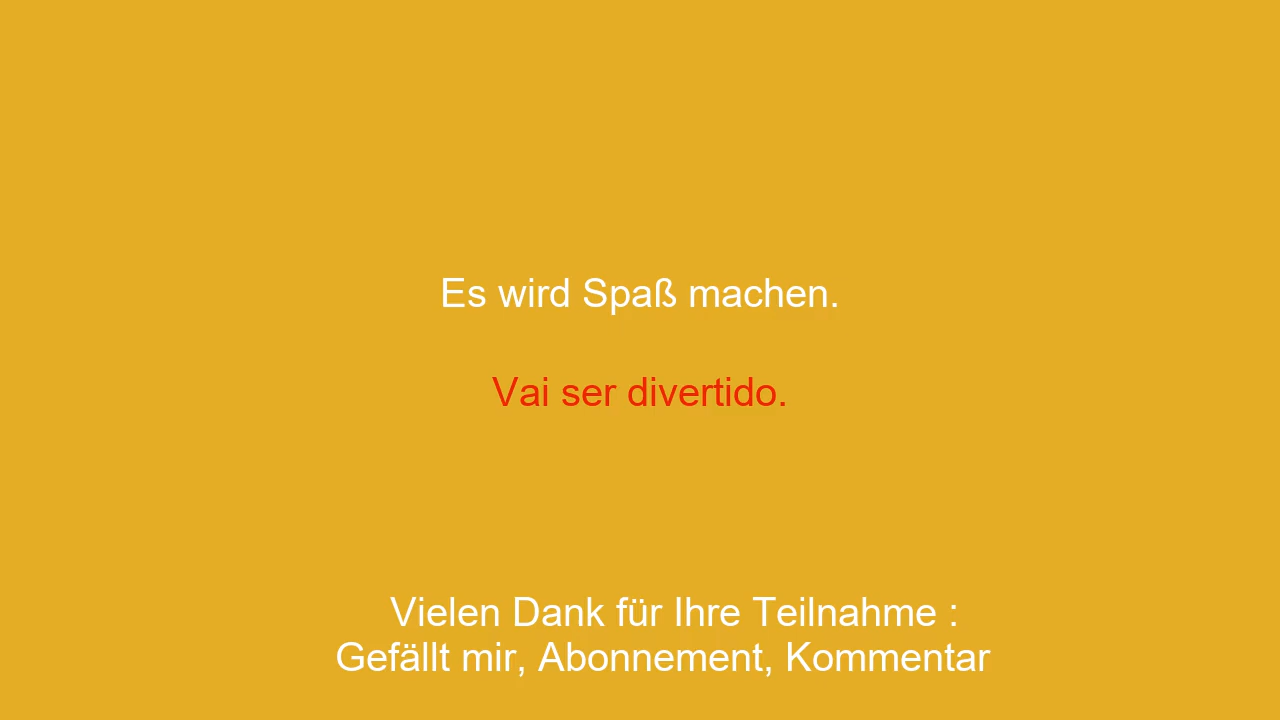 Es wird Spaß machen.
Vai ser divertido.
Vielen Dank für Ihre Teilnahme :
Gefällt mir, Abonnement, Kommentar